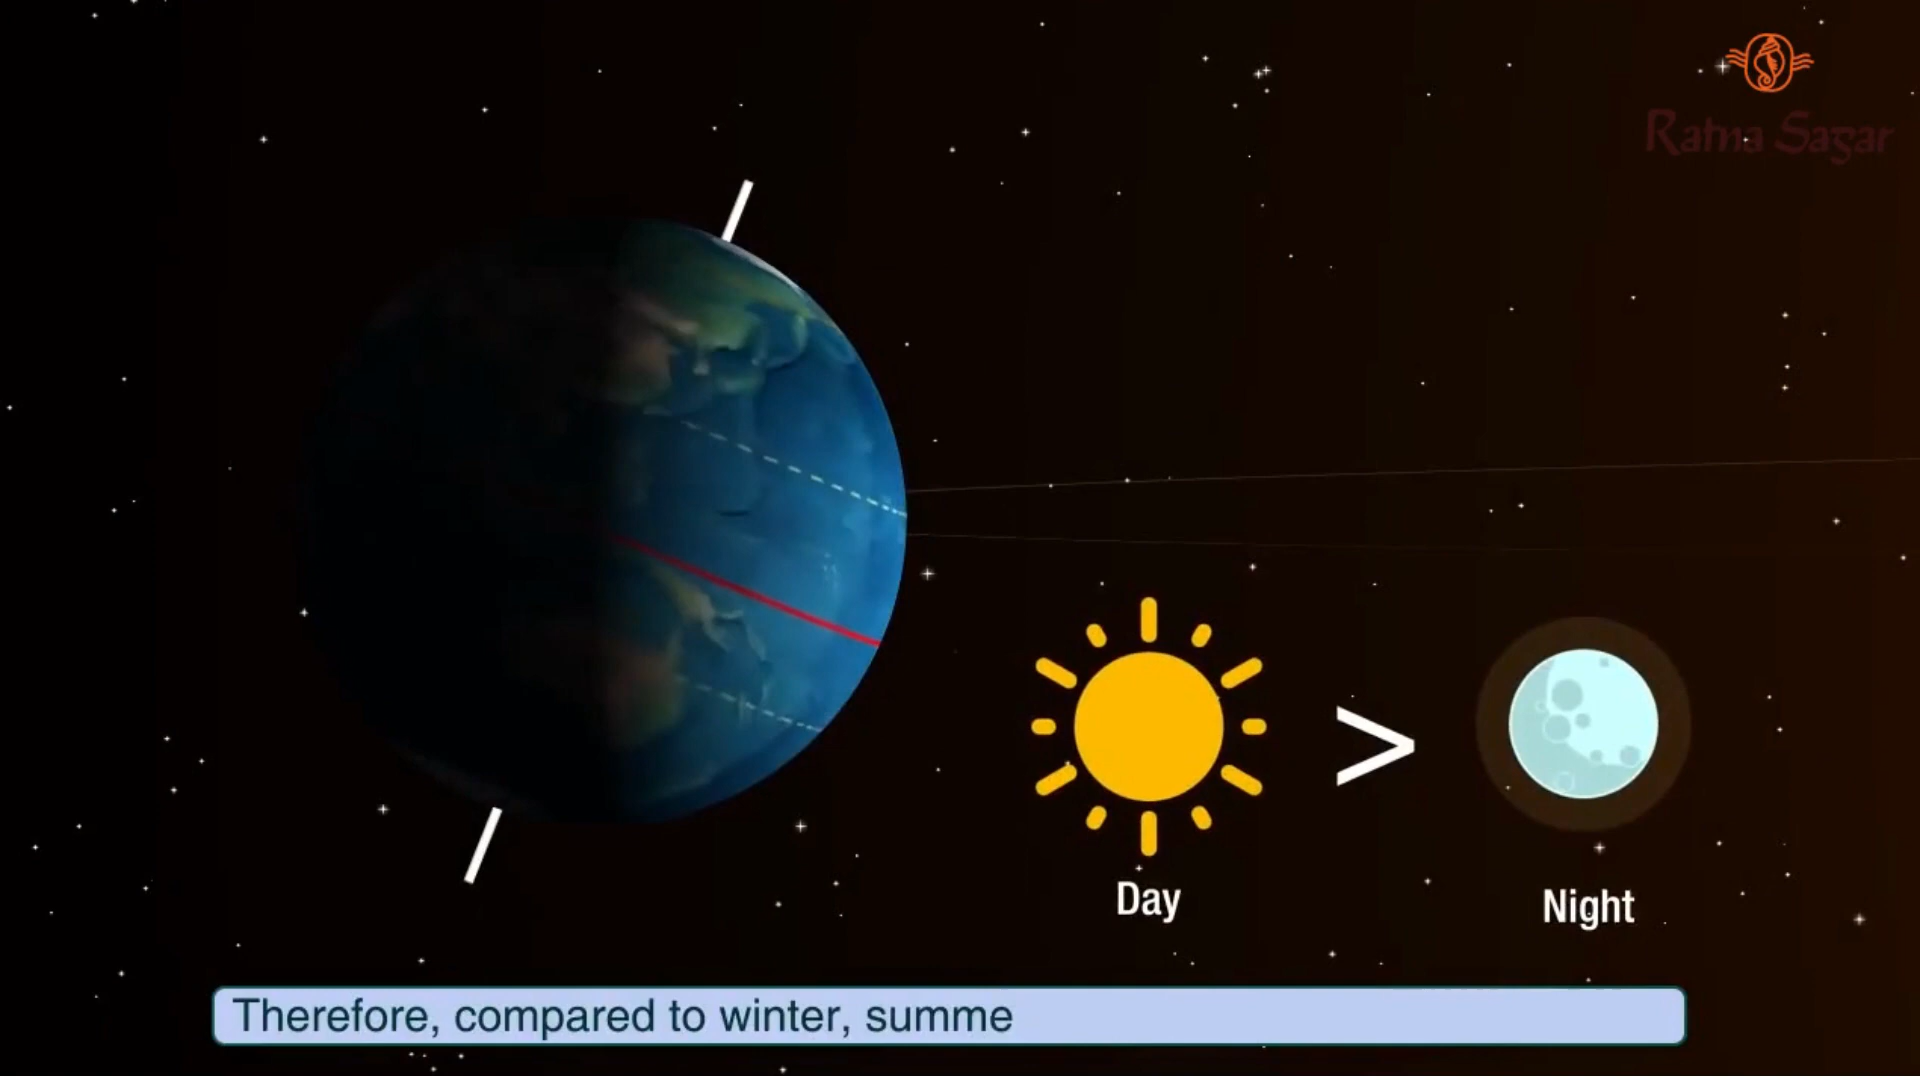 Ratna Sagar
>
Day
Night
Therefore, compared to winter, summe